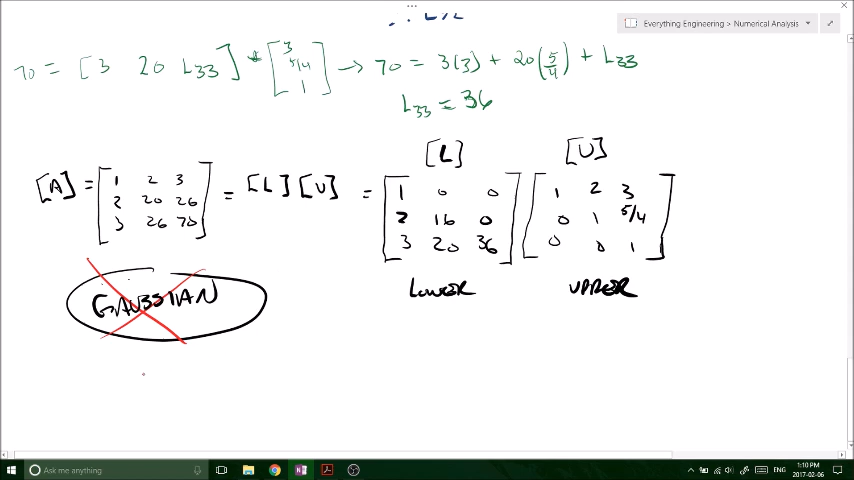 Everything Engineering > Numerical Analysis
70 = [3 20 L33] * [3 5/4 1] → 70 = 3(3) + 20(5/4) + L33
L33 = 36
[L] [U]
[A] = [1 2 3 = [L][U] = [1 0 0 [1 2 3
2 20 26 2 16 0 0 1 5/4
3 26 70] 3 20 36] 0 0 1]
LOWER UPPER
GAUSSIAN
Ask me anything
ENG
1:10 PM
2017-02-06